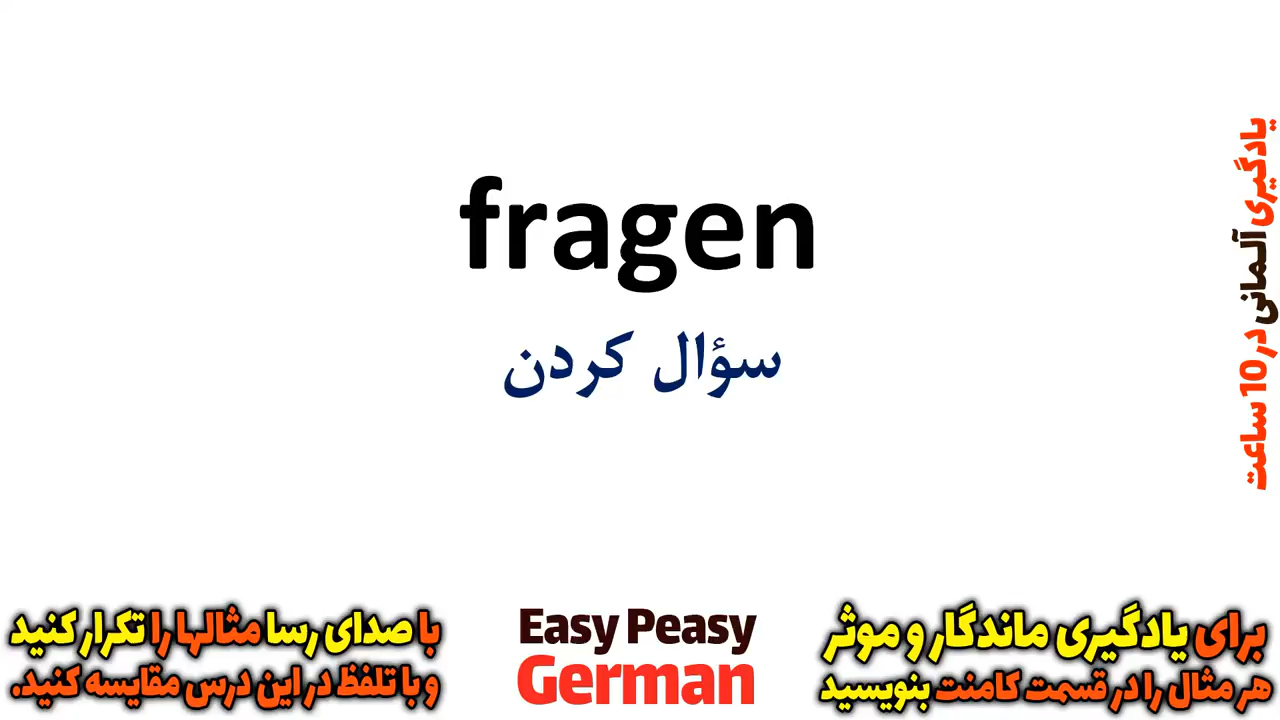 fragen
سؤال کردن
یادگیری آلمانی در 10 ساعت
با صدای رسا مثالها را تکرار کنید
و با تلفظ در این درس مقایسه کنید.
Easy Peasy
German
برای یادگیری ماندگار و موثر
هر مثال را در قسمت کامنت بنویسید